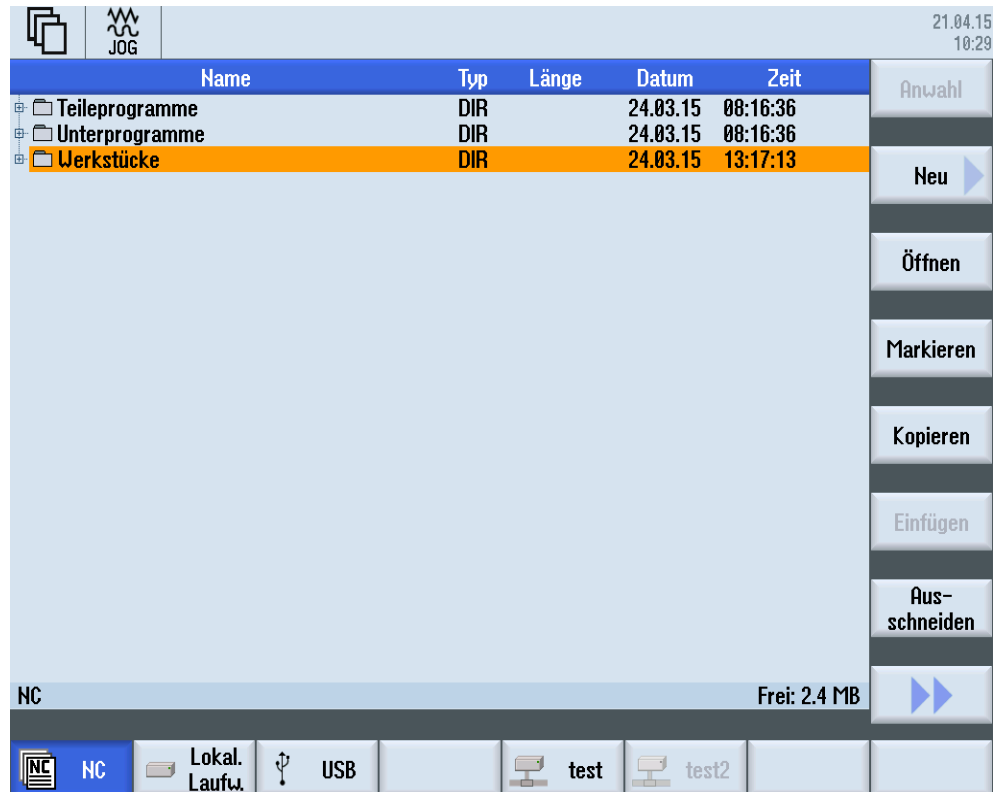 JOG
21.04.15
10:29
Name Typ Länge Datum Zeit
Teileprogramme DIR 24.03.15 08:16:36
Unterprogramme DIR 24.03.15 08:16:36
Werkstücke DIR 24.03.15 13:17:13
Anwahl
Neu
Öffnen
Markieren
Kopieren
Einfügen
Aus-
schneiden
NC Frei: 2.4 MB
NC NC
Lokal.
Laufw.
USB
test
test2